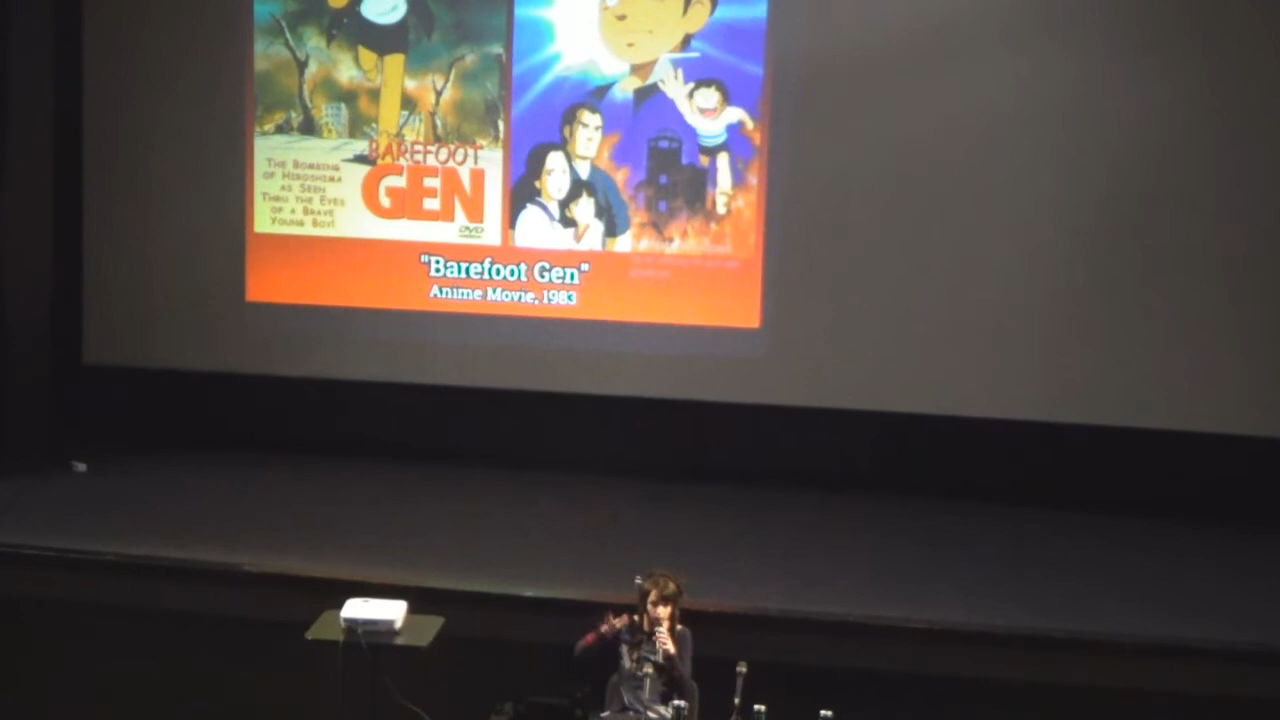 BAREFOOT
GEN
THE BOMBING
OF HIROSHIMA
AS SEEN
THRU THE EYES
OF A BRAVE
YOUNG BOY!
DVD
"Barefoot Gen"
Anime Movie, 1983